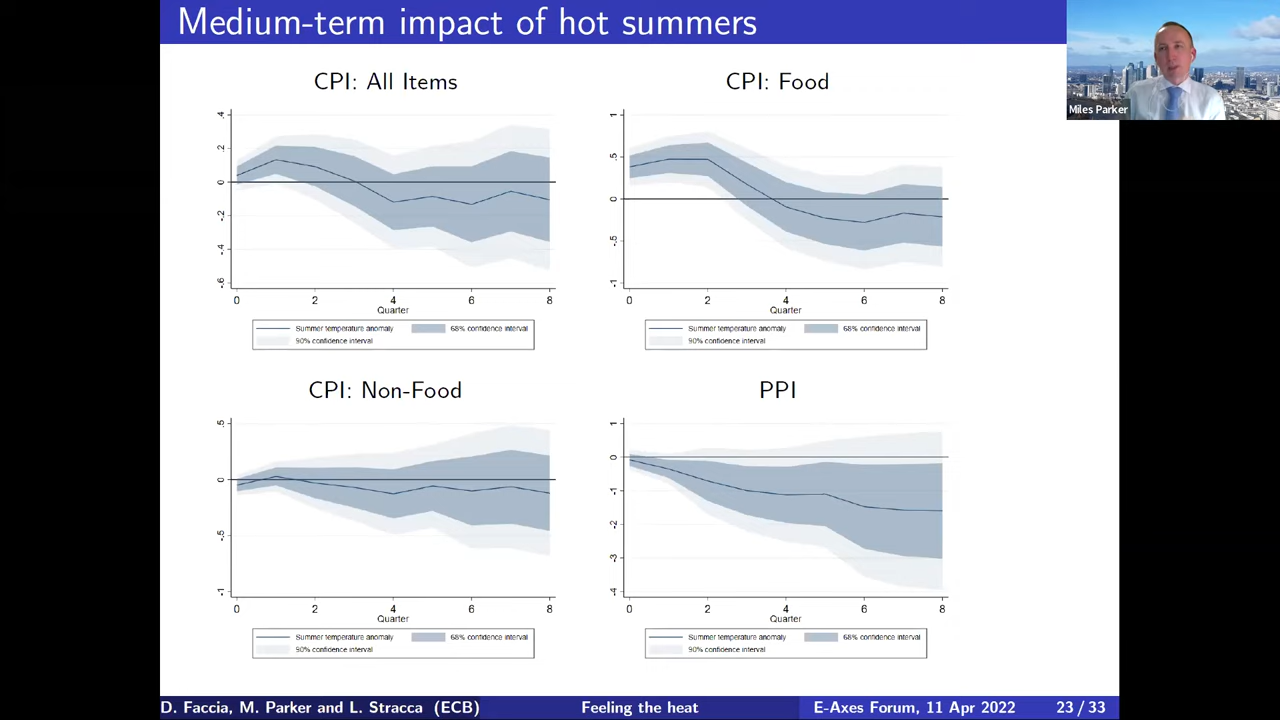 Medium-term impact of hot summers
Miles Parker
CPI: All Items
.4
.2
0
-.2
-.4
-.6
0 2 4 6 8
Quarter
Summer temperature anomaly 68% confidence interval
90% confidence interval
CPI: Food
1
.5
0
-.5
-1
0 2 4 6 8
Quarter
Summer temperature anomaly 68% confidence interval
90% confidence interval
CPI: Non-Food
.5
0
-.5
-1
0 2 4 6 8
Quarter
Summer temperature anomaly 68% confidence interval
90% confidence interval
PPI
1
0
-1
-2
-3
-4
0 2 4 6 8
Quarter
Summer temperature anomaly 68% confidence interval
90% confidence interval
D. Faccia, M. Parker and L. Stracca (ECB) Feeling the heat E-Axes Forum, 11 Apr 2022 23 / 33